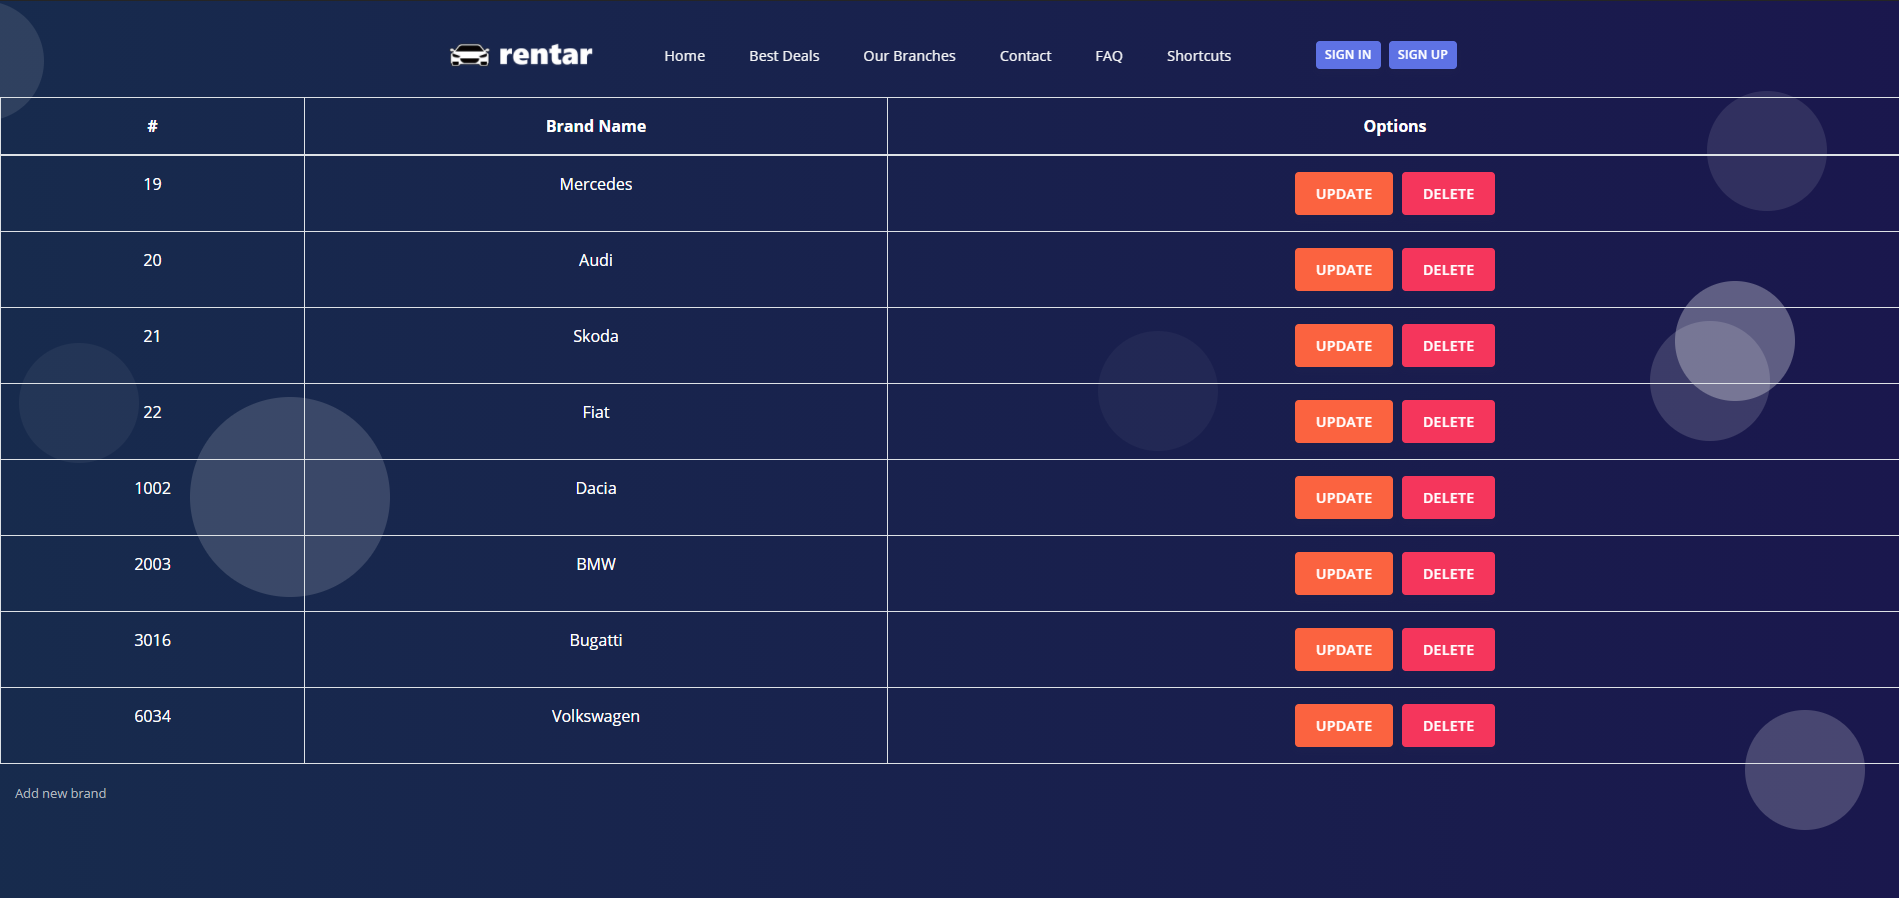 rentar Home Best Deals Our Branches Contact FAQ Shortcuts SIGN IN SIGN UP
# Brand Name Options
19 Mercedes UPDATE DELETE
20 Audi UPDATE DELETE
21 Skoda UPDATE DELETE
22 Fiat UPDATE DELETE
1002 Dacia UPDATE DELETE
2003 BMW UPDATE DELETE
3016 Bugatti UPDATE DELETE
6034 Volkswagen UPDATE DELETE
Add new brand